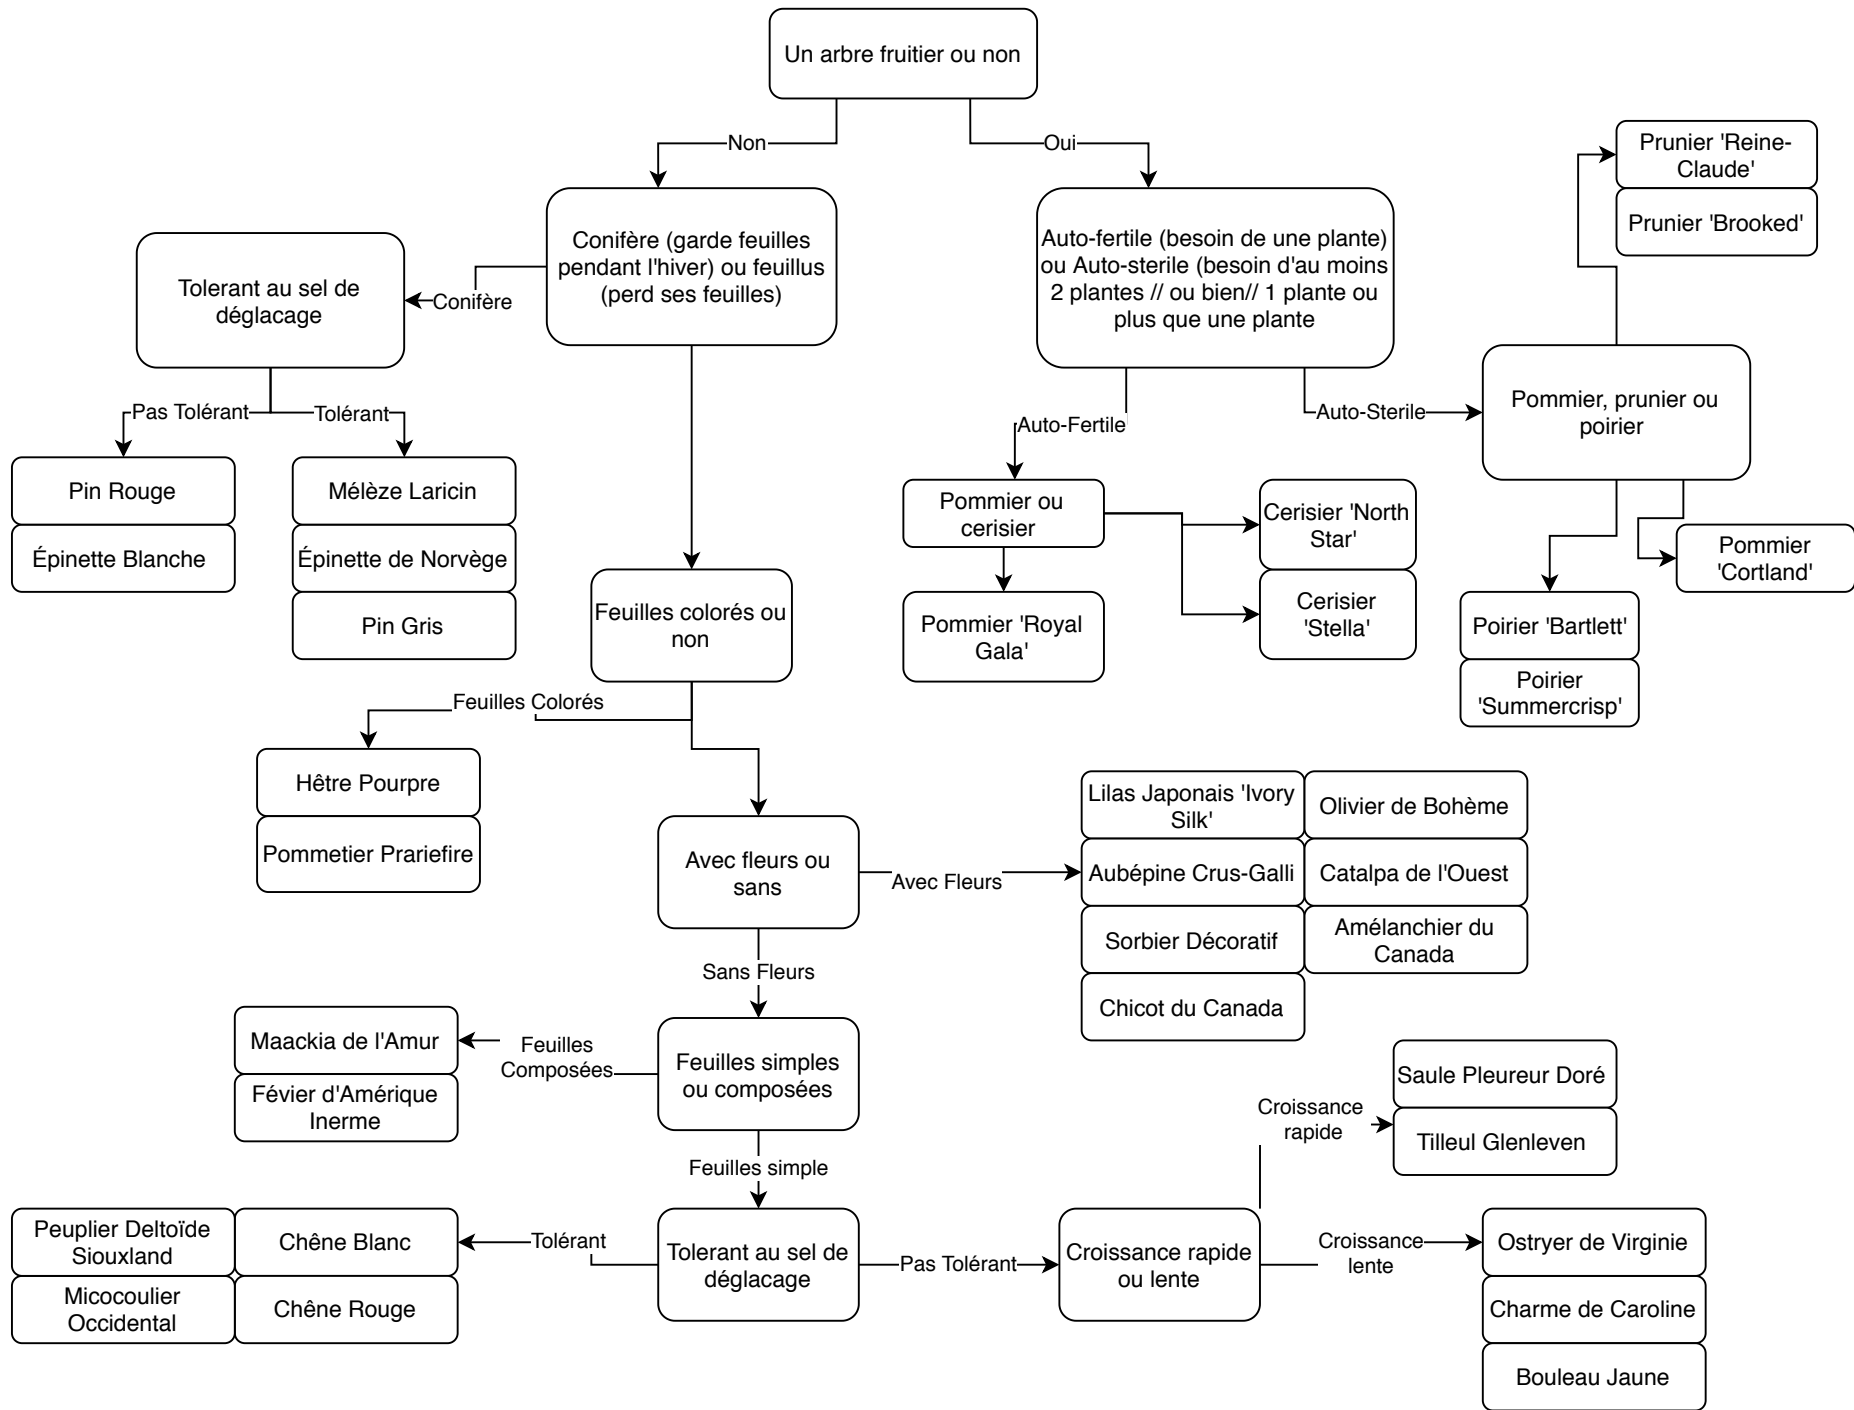 Un arbre fruitier ou non
Non
Oui
Prunier 'Reine-
Claude'
Prunier 'Brooked'
Conifère (garde feuilles
pendant l'hiver) ou feuillus
(perd ses feuilles)
Auto-fertile (besoin de une plante)
ou Auto-sterile (besoin d'au moins
2 plantes // ou bien// 1 plante ou
plus que une plante
Tolerant au sel de
déglacage
Conifère
Pas Tolérant
Tolérant
Auto-Fertile
Auto-Sterile
Pommier, prunier ou
poirier
Pin Rouge
Épinette Blanche
Mélèze Laricin
Épinette de Norvège
Pin Gris
Pommier ou
cerisier
Cerisier 'North
Star'
Cerisier
'Stella'
Pommier
'Cortland'
Feuilles colorés ou
non
Pommier 'Royal
Gala'
Poirier 'Bartlett'
Poirier
'Summercrisp'
Feuilles Colorés
Hêtre Pourpre
Pommetier Prariefire
Avec fleurs ou
sans
Avec Fleurs
Lilas Japonais 'Ivory
Silk'
Olivier de Bohème
Aubépine Crus-Galli
Catalpa de l'Ouest
Sorbier Décoratif
Amélanchier du
Canada
Chicot du Canada
Sans Fleurs
Maackia de l'Amur
Févier d'Amérique
Inerme
Feuilles
Composées
Feuilles simples
ou composées
Saule Pleureur Doré
Tilleul Glenleven
Croissance
rapide
Feuilles simple
Peuplier Deltoïde
Siouxland
Chêne Blanc
Micocoulier
Occidental
Chêne Rouge
Tolérant
Tolerant au sel de
déglacage
Pas Tolérant
Croissance rapide
ou lente
Croissance
lente
Ostryer de Virginie
Charme de Caroline
Bouleau Jaune